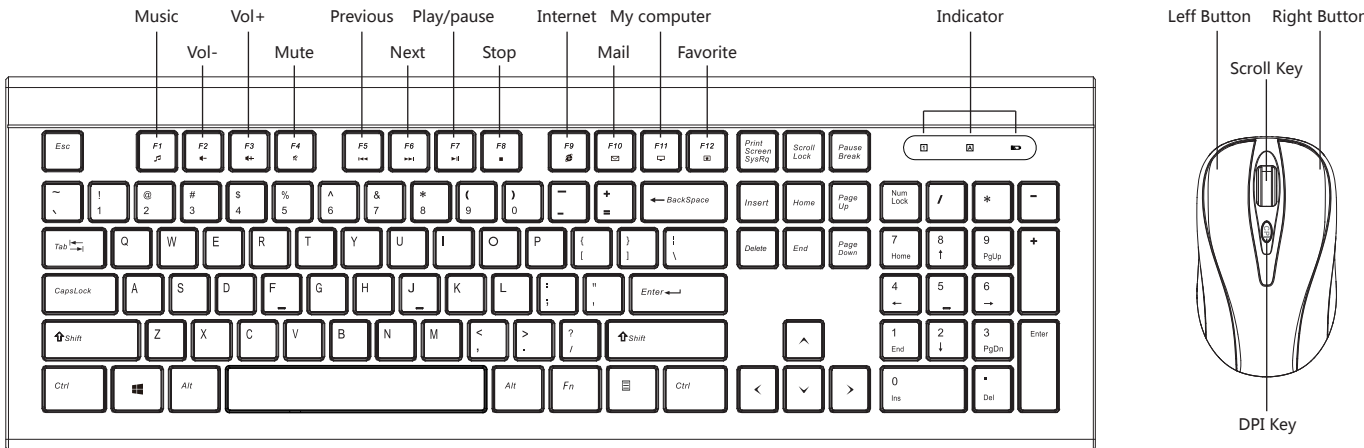 Music Vol+ Previous Play/pause Internet My computer Indicator Left Button Right Button
Vol- Mute Next Stop Mail Favorite
Scroll Key
Esc F1 F2 F3 F4 F5 F6 F7 F8 F9 F10 F11 F12 Print Screen SysRq Scroll Lock Pause Break 1 A
~ ` ! 1 @ 2 # 3 $ 4 % 5 ^ 6 & 7 * 8 ( 9 ) 0 – - + = BackSpace Insert Home Page Up Num Lock / * -
Tab Q W E R T Y U I O P { [ } ] ¦ \ Delete End Page Down 7 Home 8 ↑ 9 PgUp +
CapsLock A S D F G H J K L : ; " ' Enter 4 ← 5 6 →
Shift Z X C V B N M < , > . ? / Shift 1 End 2 ↓ 3 PgDn Enter
Ctrl Alt Alt Fn Ctrl 0 Ins . Del
DPI Key